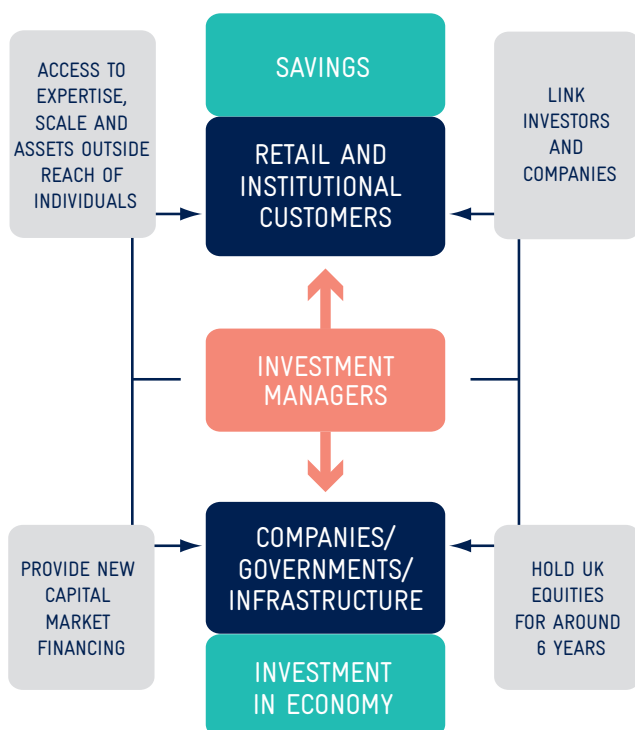 ACCESS TO
EXPERTISE,
SCALE AND
ASSETS OUTSIDE
REACH OF
INDIVIDUALS
SAVINGS
RETAIL AND
INSTITUTIONAL
CUSTOMERS
LINK
INVESTORS
AND
COMPANIES
INVESTMENT
MANAGERS
PROVIDE NEW
CAPITAL
MARKET
FINANCING
COMPANIES/
GOVERNMENTS/
INFRASTRUCTURE
INVESTMENT
IN ECONOMY
HOLD UK
EQUITIES
FOR AROUND
6 YEARS